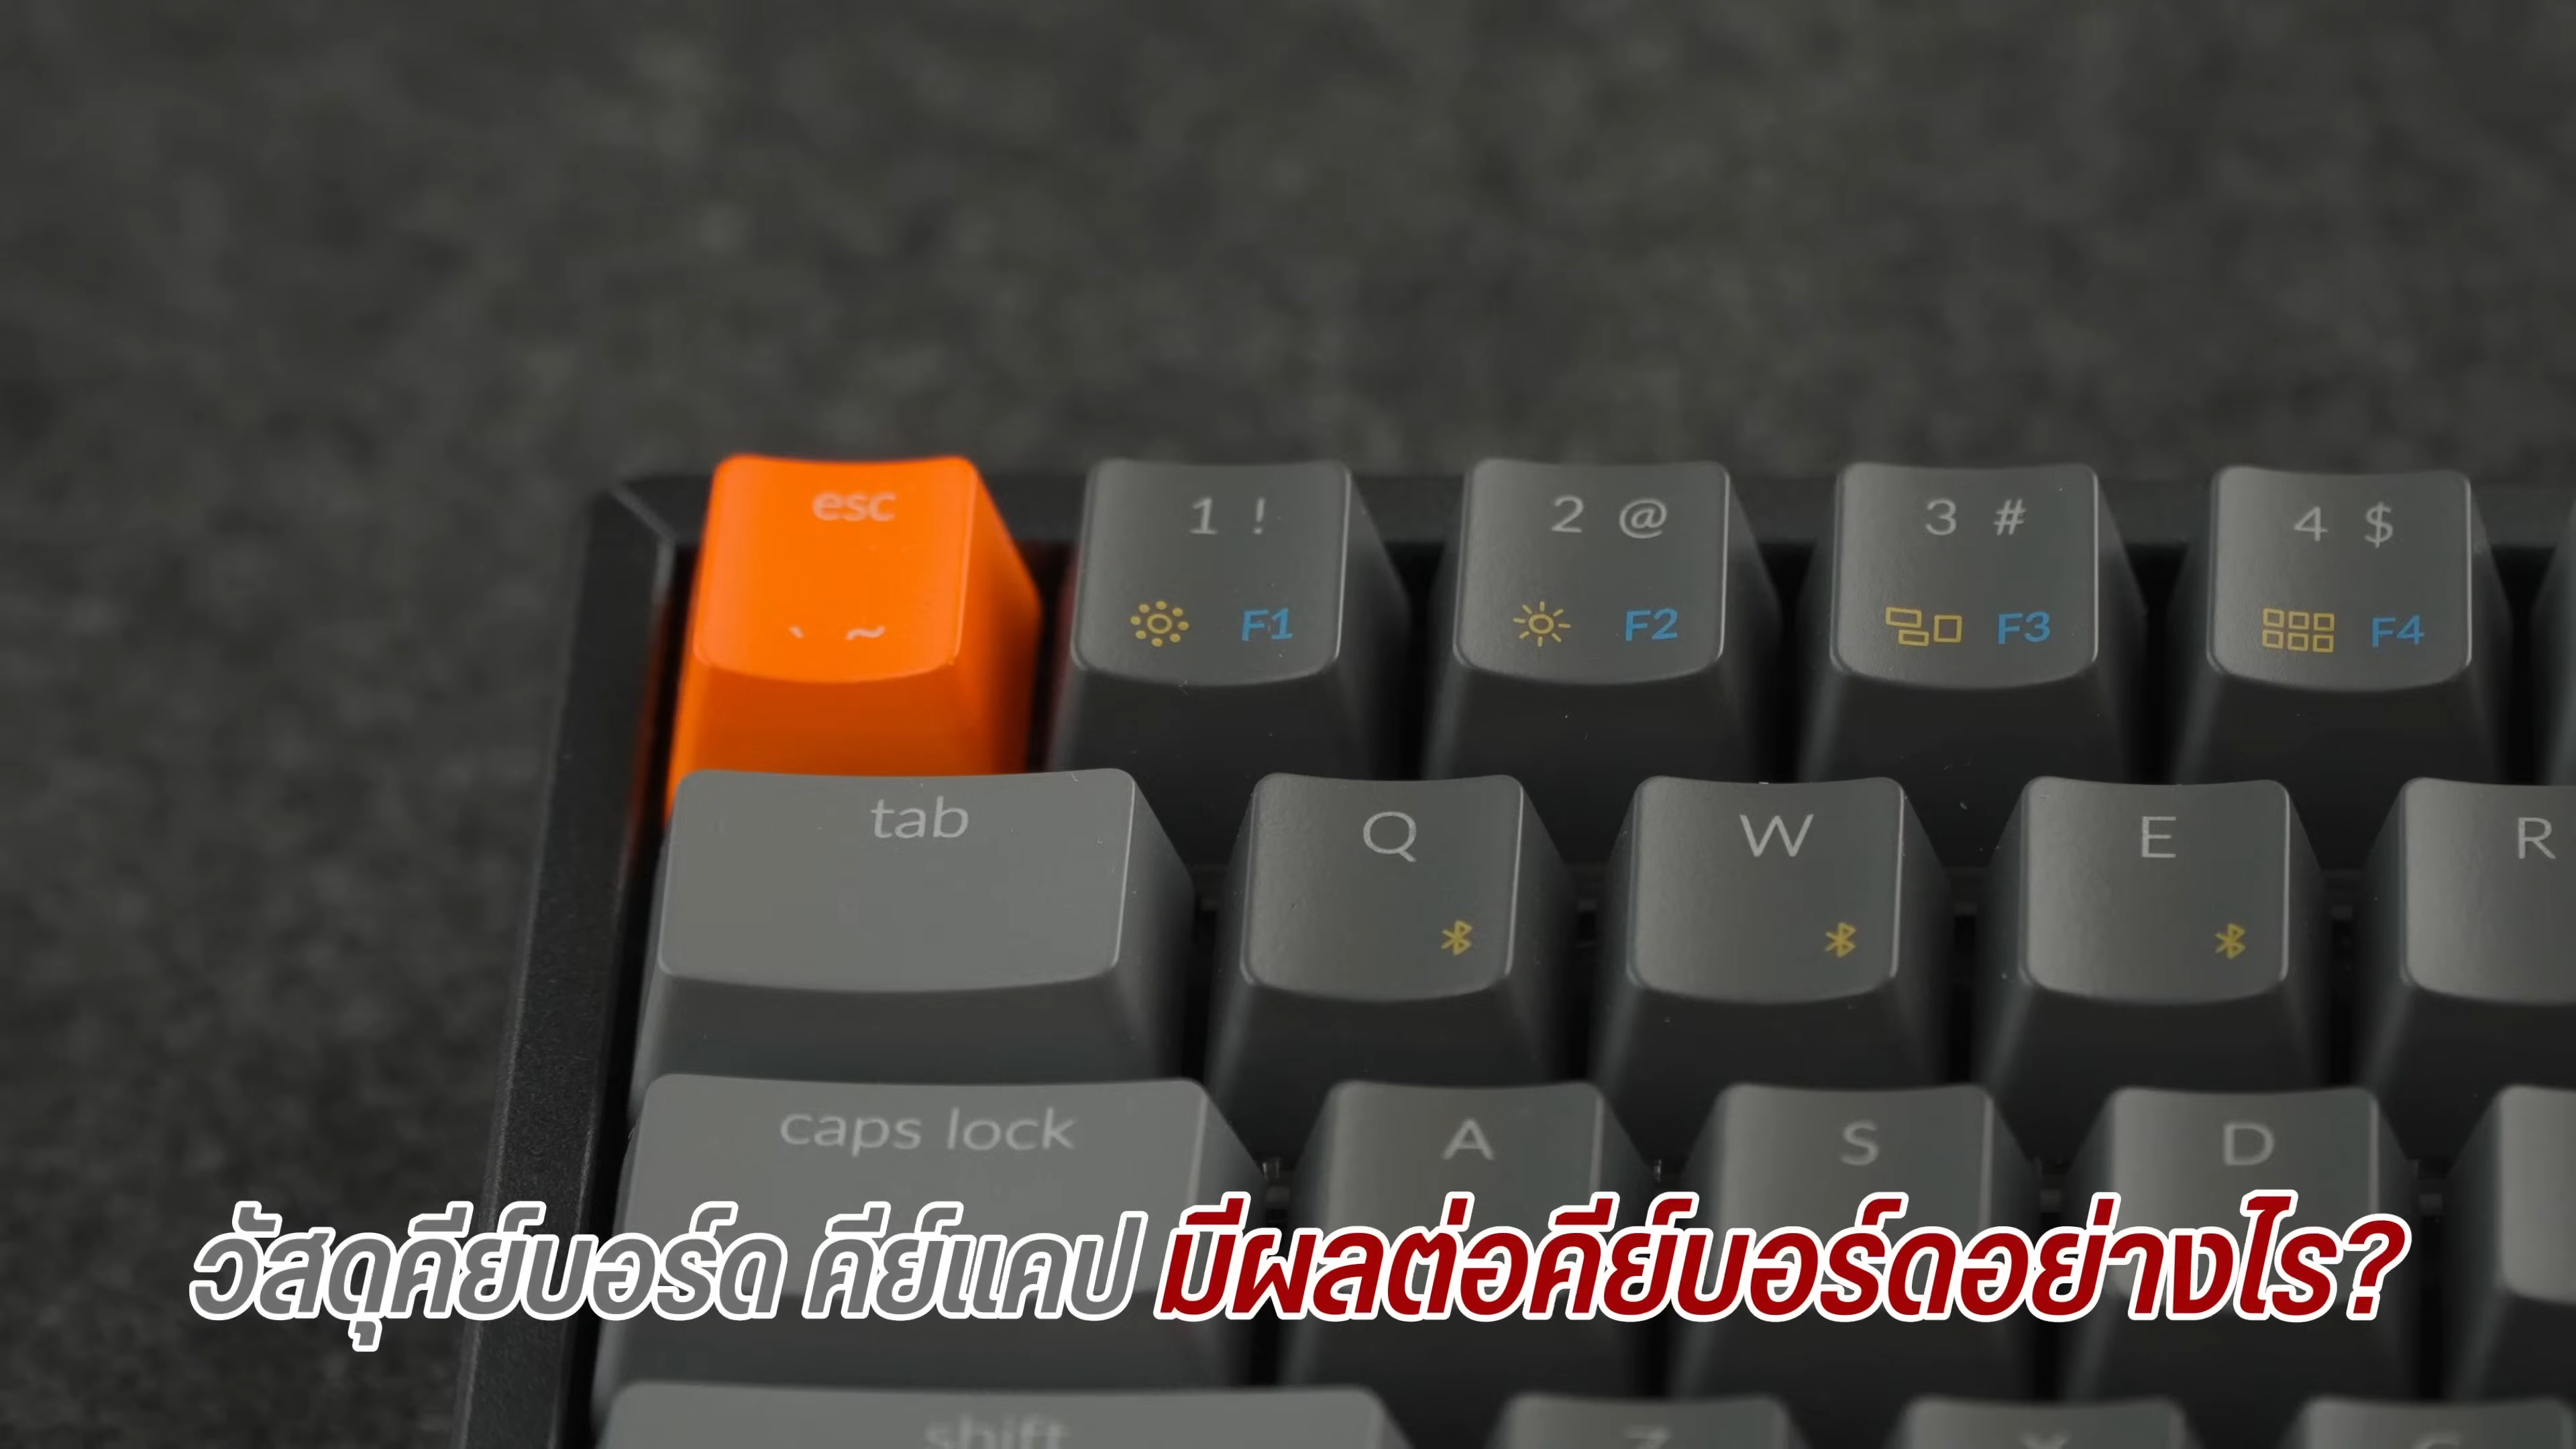 esc 1 ! 2 @ 3 # 4 $
` ~ F1 F2 F3 F4
tab Q W E R
caps lock A S D
วัสดุคีย์บอร์ด คีย์แคป มีผลต่อคีย์บอร์ดอย่างไร?
shift Z X C